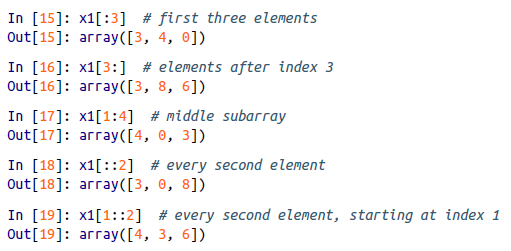 In [15]: x1[:3]  # first three elements
Out[15]: array([3, 4, 0])
In [16]: x1[3:]  # elements after index 3
Out[16]: array([3, 8, 6])
In [17]: x1[1:4]  # middle subarray
Out[17]: array([4, 0, 3])
In [18]: x1[::2]  # every second element
Out[18]: array([3, 0, 8])
In [19]: x1[1::2]  # every second element, starting at index 1
Out[19]: array([4, 3, 6])